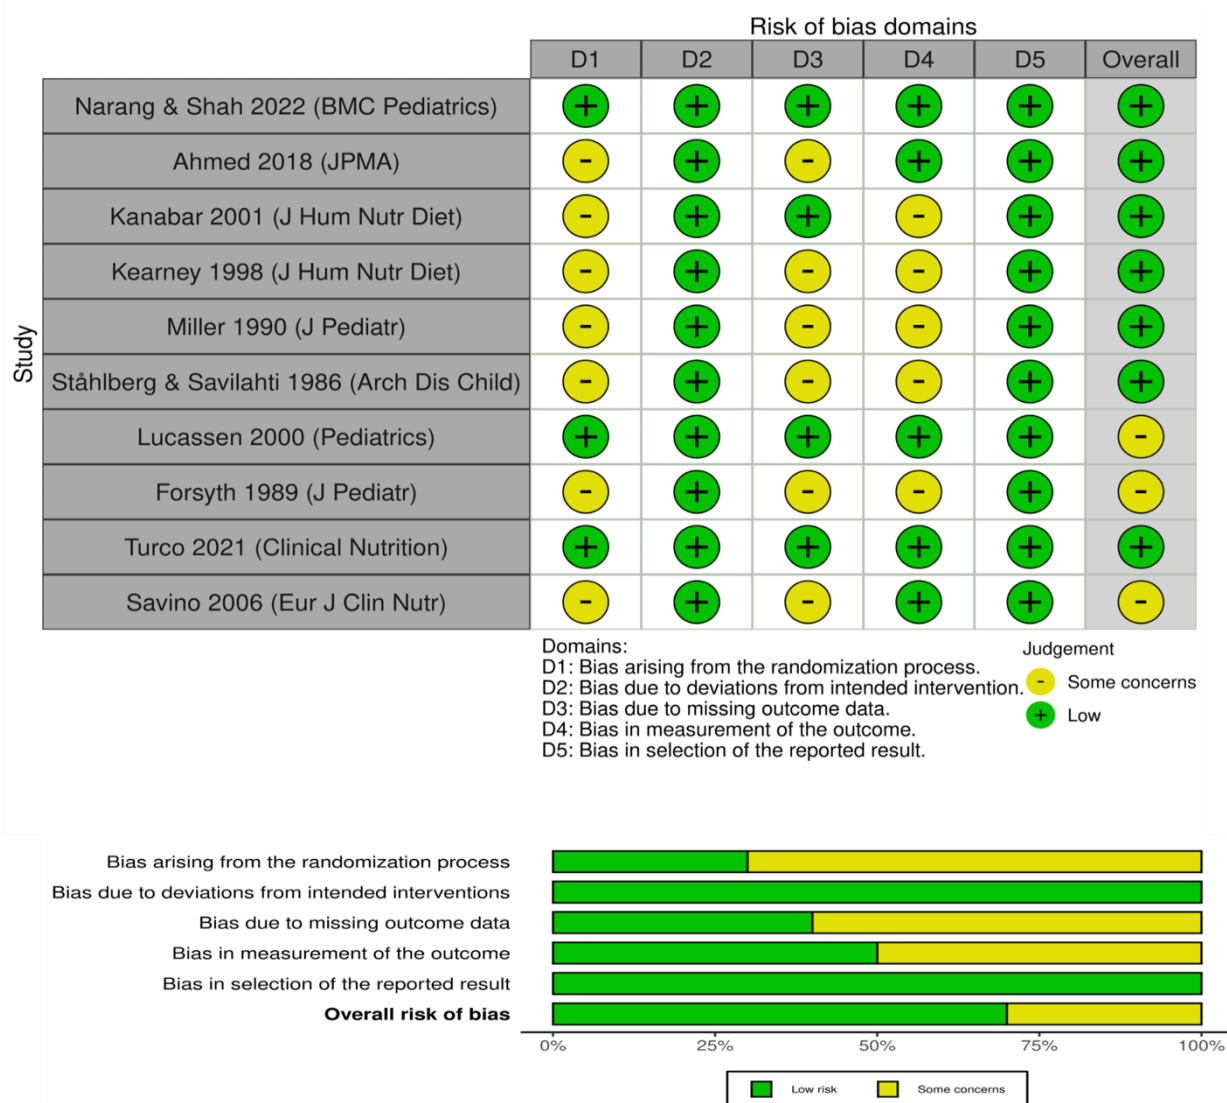 Risk of bias domains
D1 D2 D3 D4 D5 Overall
Study
Narang & Shah 2022 (BMC Pediatrics) + + + + + +
Ahmed 2018 (JPMA) - + - + + +
Kanabar 2001 (J Hum Nutr Diet) - + + - + +
Kearney 1998 (J Hum Nutr Diet) - + - - + +
Miller 1990 (J Pediatr) - + - - + +
Ståhlberg & Savilahti 1986 (Arch Dis Child) - + - - + +
Lucassen 2000 (Pediatrics) + + + + + -
Forsyth 1989 (J Pediatr) - + - - + -
Turco 2021 (Clinical Nutrition) + + + + + +
Savino 2006 (Eur J Clin Nutr) - + - + + -
Domains:
D1: Bias arising from the randomization process.
D2: Bias due to deviations from intended intervention.
D3: Bias due to missing outcome data.
D4: Bias in measurement of the outcome.
D5: Bias in selection of the reported result.
Judgement
- Some concerns
+ Low
Bias arising from the randomization process
Bias due to deviations from intended interventions
Bias due to missing outcome data
Bias in measurement of the outcome
Bias in selection of the reported result
Overall risk of bias
0% 25% 50% 75% 100%
Low risk Some concerns